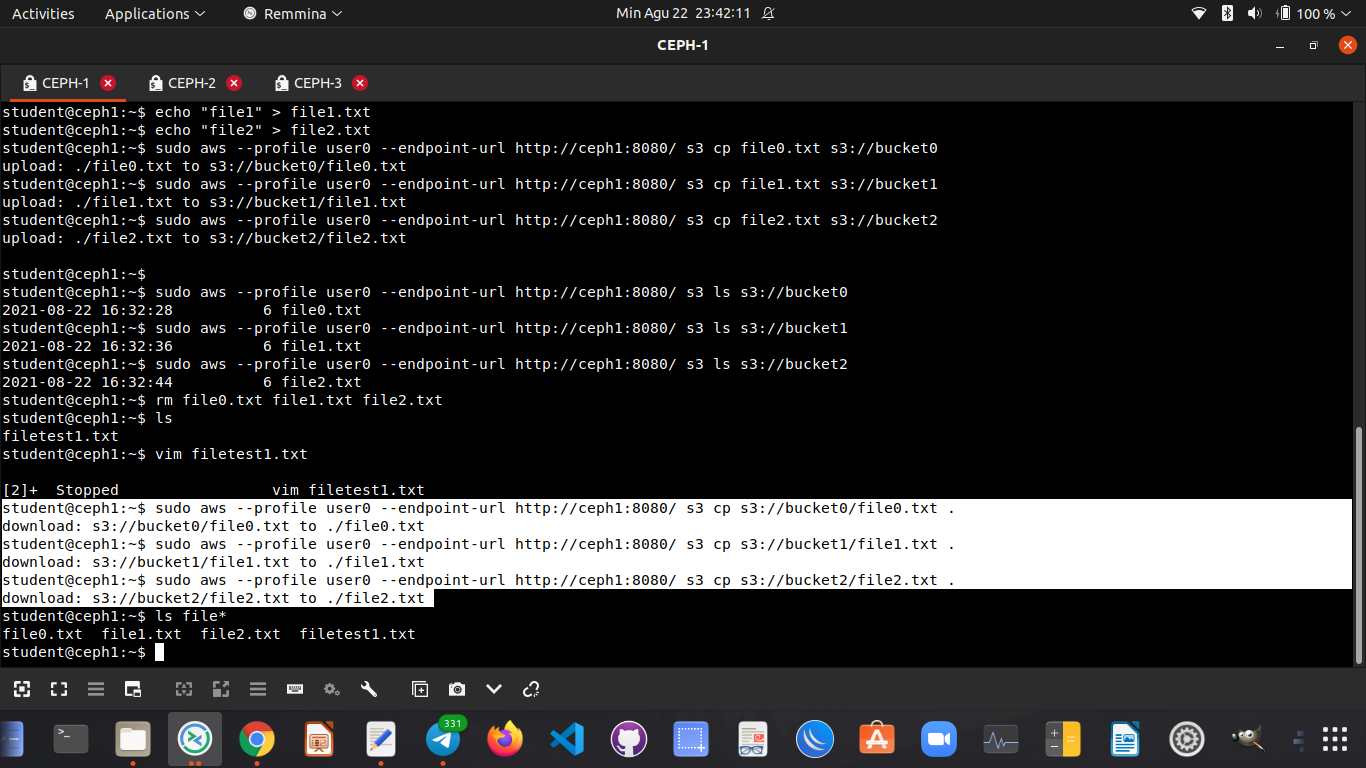 Activities Applications Remmina Min Agu 22 23:42:11 100 %
CEPH-1
CEPH-1 CEPH-2 CEPH-3
student@ceph1:~$ echo "file1" > file1.txt
student@ceph1:~$ echo "file2" > file2.txt
student@ceph1:~$ sudo aws --profile user0 --endpoint-url http://ceph1:8080/ s3 cp file0.txt s3://bucket0
upload: ./file0.txt to s3://bucket0/file0.txt
student@ceph1:~$ sudo aws --profile user0 --endpoint-url http://ceph1:8080/ s3 cp file1.txt s3://bucket1
upload: ./file1.txt to s3://bucket1/file1.txt
student@ceph1:~$ sudo aws --profile user0 --endpoint-url http://ceph1:8080/ s3 cp file2.txt s3://bucket2
upload: ./file2.txt to s3://bucket2/file2.txt
student@ceph1:~$
student@ceph1:~$ sudo aws --profile user0 --endpoint-url http://ceph1:8080/ s3 ls s3://bucket0
2021-08-22 16:32:28          6 file0.txt
student@ceph1:~$ sudo aws --profile user0 --endpoint-url http://ceph1:8080/ s3 ls s3://bucket1
2021-08-22 16:32:36          6 file1.txt
student@ceph1:~$ sudo aws --profile user0 --endpoint-url http://ceph1:8080/ s3 ls s3://bucket2
2021-08-22 16:32:44          6 file2.txt
student@ceph1:~$ rm file0.txt file1.txt file2.txt
student@ceph1:~$ ls
filetest1.txt
student@ceph1:~$ vim filetest1.txt
[2]+  Stopped                 vim filetest1.txt
student@ceph1:~$ sudo aws --profile user0 --endpoint-url http://ceph1:8080/ s3 cp s3://bucket0/file0.txt .
download: s3://bucket0/file0.txt to ./file0.txt
student@ceph1:~$ sudo aws --profile user0 --endpoint-url http://ceph1:8080/ s3 cp s3://bucket1/file1.txt .
download: s3://bucket1/file1.txt to ./file1.txt
student@ceph1:~$ sudo aws --profile user0 --endpoint-url http://ceph1:8080/ s3 cp s3://bucket2/file2.txt .
download: s3://bucket2/file2.txt to ./file2.txt
student@ceph1:~$ ls file*
file0.txt  file1.txt  file2.txt  filetest1.txt
student@ceph1:~$
331